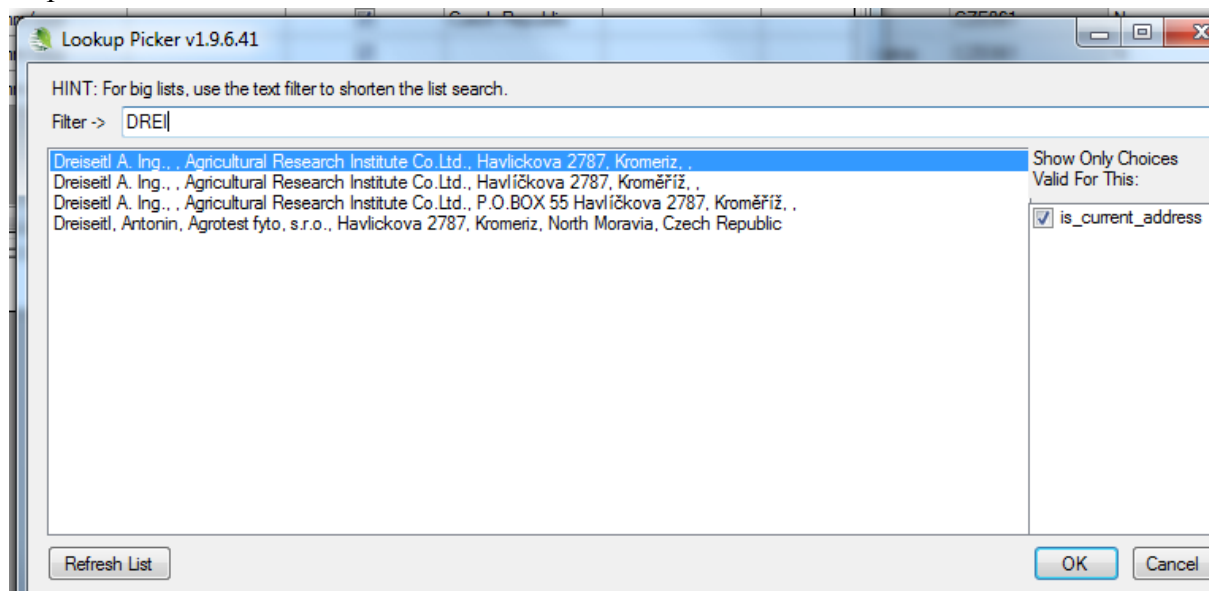 Lookup Picker v1.9.6.41
HINT: For big lists, use the text filter to shorten the list search.
Filter -> DREI
Dreiseitl A. Ing., , Agricultural Research Institute Co.Ltd., Havlickova 2787, Kromeriz, ,
Dreiseitl A. Ing., , Agricultural Research Institute Co.Ltd., Havlíčkova 2787, Kroměříž, ,
Dreiseitl A. Ing., , Agricultural Research Institute Co.Ltd., P.O.BOX 55 Havlíčkova 2787, Kroměříž, ,
Dreiseitl, Antonin, Agrotest fyto, s.r.o., Havlickova 2787, Kromeriz, North Moravia, Czech Republic
Show Only Choices
Valid For This:
is_current_address
Refresh List
OK
Cancel